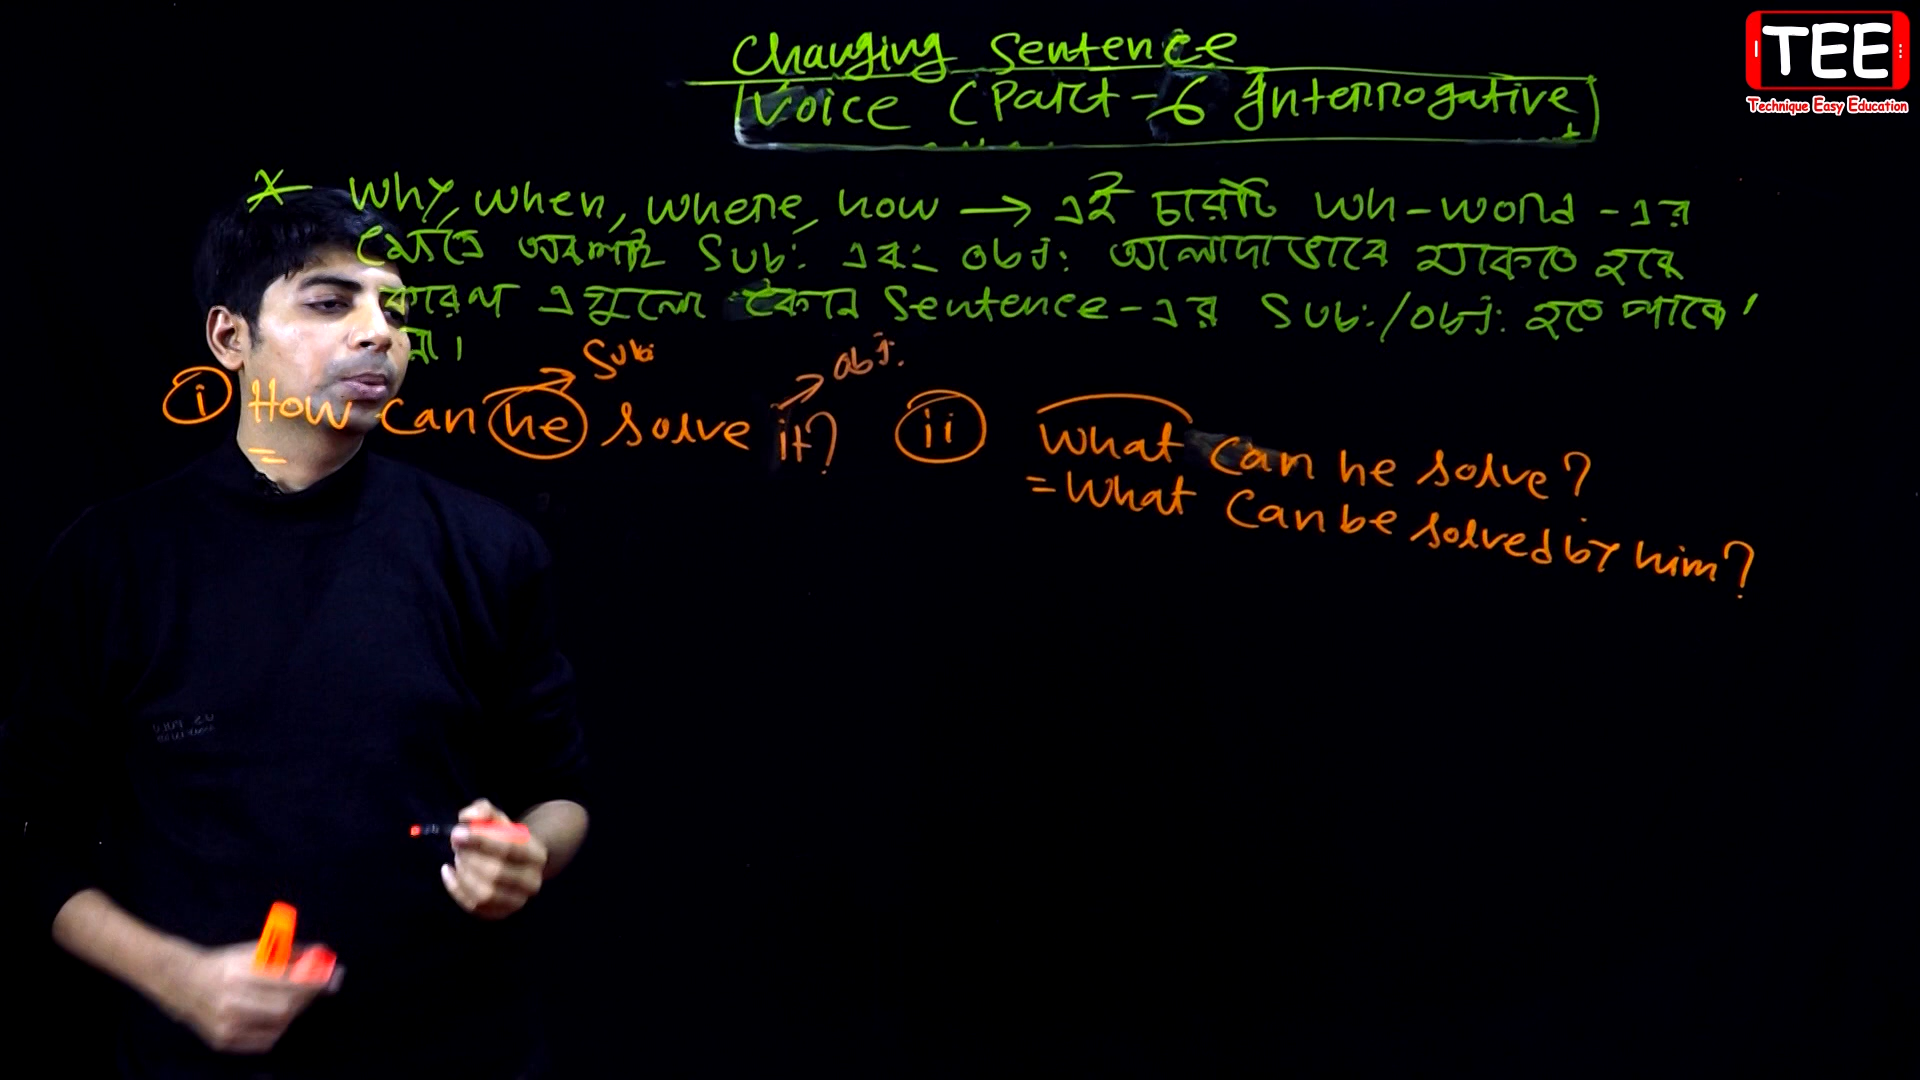 Changing Sentence
Voice (Part-6 Interrogative)
TEE
Technique Easy Education
* Why, when, where, how → এই চারটি wh-word-এর
ক্ষেত্রে অবশ্যই Sub: এবং obj: আলাদাভাবে থাকতে হবে
কারণ এগুলো কোন Sentence-এর Sub:/obj: হতে পারে
না।
Sub:
obj.
i How can he solve it?
=
ii What can he solve?
= What can be solved by him?